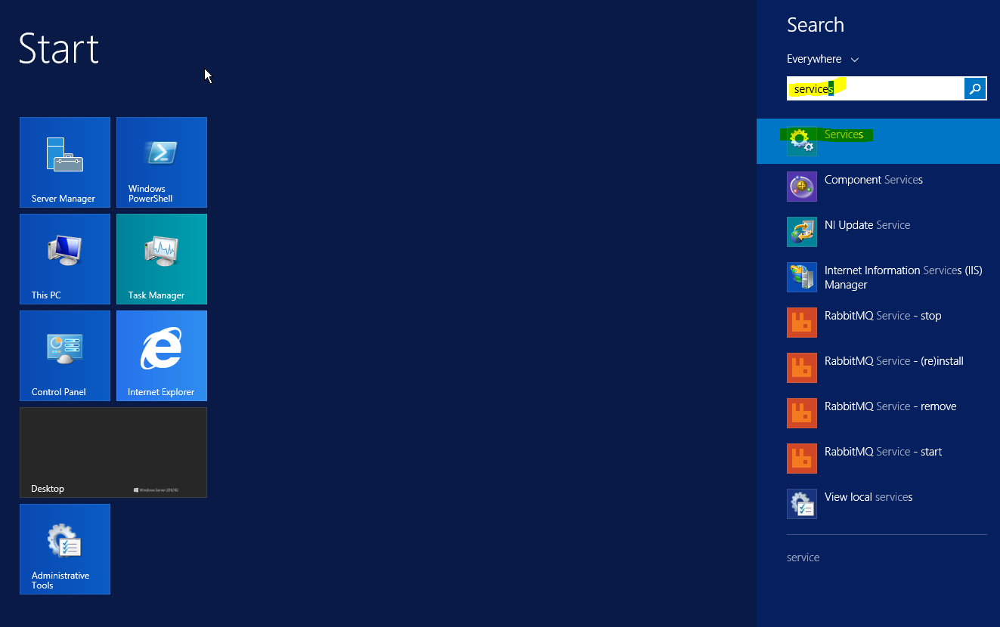 Start
Server Manager
Windows
PowerShell
This PC
Task Manager
Control Panel
Internet Explorer
Desktop
Windows Server 2012 R2
Administrative
Tools
Search
Everywhere
services
Services
Component Services
NI Update Service
Internet Information Services (IIS)
Manager
RabbitMQ Service - stop
RabbitMQ Service - (re)install
RabbitMQ Service - remove
RabbitMQ Service - start
View local services
service